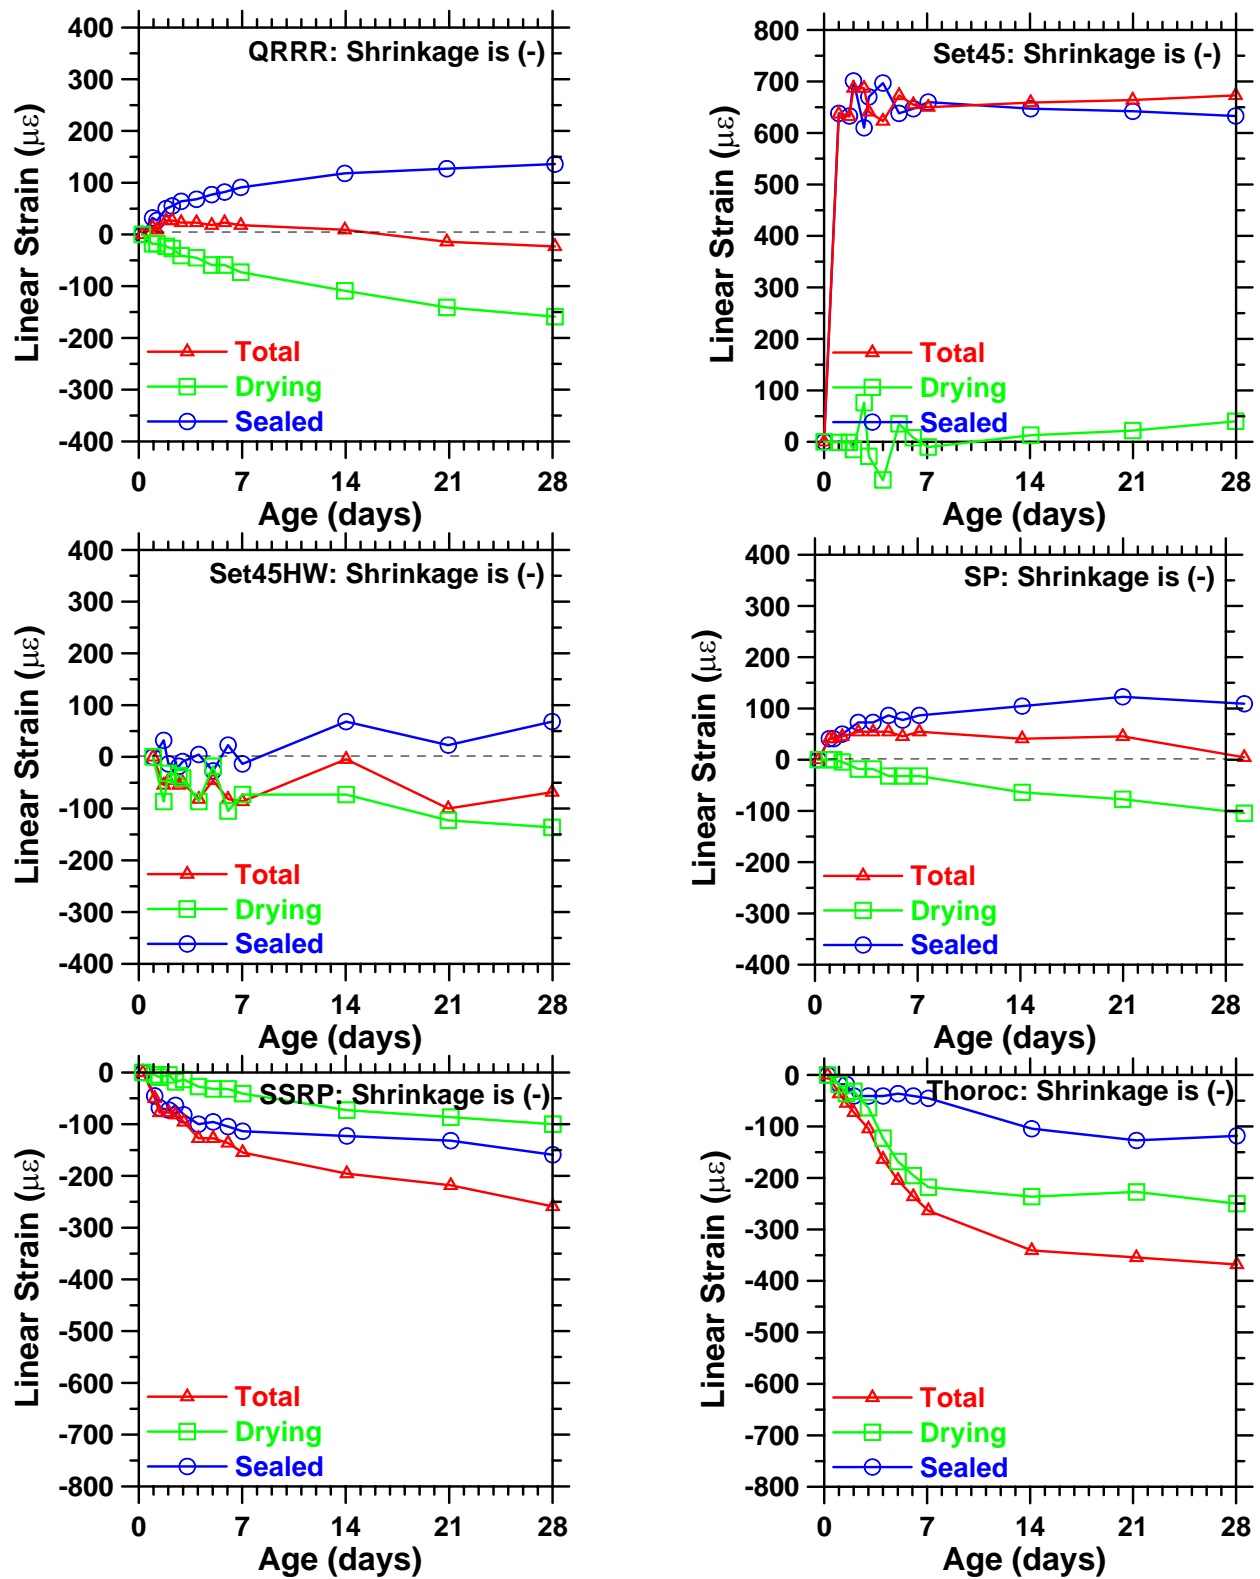 QRRR: Shrinkage is (-)
Linear Strain (με)
400
300
200
100
0
-100
-200
-300
-400
Total
Drying
Sealed
0 7 14 21 28
Age (days)
Set45: Shrinkage is (-)
Linear Strain (με)
800
700
600
500
400
300
200
100
0
Total
Drying
Sealed
0 7 14 21 28
Age (days)
Set45HW: Shrinkage is (-)
Linear Strain (με)
400
300
200
100
0
-100
-200
-300
-400
Total
Drying
Sealed
0 7 14 21 28
Age (days)
SP: Shrinkage is (-)
Linear Strain (με)
400
300
200
100
0
-100
-200
-300
-400
Total
Drying
Sealed
0 7 14 21 28
Age (days)
SSRP: Shrinkage is (-)
Linear Strain (με)
0
-100
-200
-300
-400
-500
-600
-700
-800
Total
Drying
Sealed
0 7 14 21 28
Age (days)
Thoroc: Shrinkage is (-)
Linear Strain (με)
0
-100
-200
-300
-400
-500
-600
-700
-800
Total
Drying
Sealed
0 7 14 21 28
Age (days)